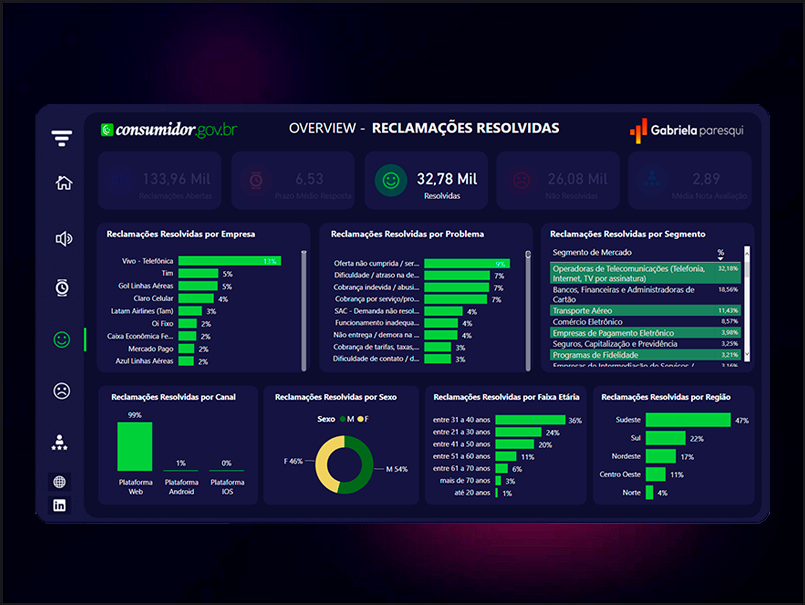 consumidor.gov.br
OVERVIEW - RECLAMAÇÕES RESOLVIDAS
Gabriela paresqui
133,96 Mil
Reclamações Abertas
6,53
Prazo Médio Resposta
32,78 Mil
Resolvidas
26,08 Mil
Não Resolvidas
2,89
Média Nota Avaliação
Reclamações Resolvidas por Empresa
Vivo - Telefônica 13%
Tim 5%
Gol Linhas Aéreas 5%
Claro Celular 4%
Latam Airlines (Tam) 3%
Oi Fixo 2%
Caixa Econômica Fe... 2%
Mercado Pago 2%
Azul Linhas Aéreas 2%
Reclamações Resolvidas por Problema
Oferta não cumprida / ser... 9%
Dificuldade / atraso na de... 7%
Cobrança indevida / abusi... 7%
Cobrança por serviço/pro... 7%
SAC - Demanda não resol... 4%
Funcionamento inadequa... 4%
Não entrega / demora na ... 4%
Cobrança de tarifas, taxas,... 3%
Dificuldade de contato / d... 3%
Reclamações Resolvidas por Segmento
Segmento de Mercado %
Operadoras de Telecomunicações (Telefonia, 32,18%
Internet, TV por assinatura)
Bancos, Financeiras e Administradoras de 18,56%
Cartão
Transporte Aéreo 11,43%
Comércio Eletrônico 8,57%
Empresas de Pagamento Eletrônico 3,98%
Seguros, Capitalização e Previdência 3,25%
Programas de Fidelidade 3,21%
Empresas de Intermediação de Serviços / 3,16%
Reclamações Resolvidas por Canal
99%
1%
0%
Plataforma Web
Plataforma Android
Plataforma IOS
Reclamações Resolvidas por Sexo
Sexo M F
F 46%
M 54%
Reclamações Resolvidas por Faixa Etária
entre 31 a 40 anos 36%
entre 21 a 30 anos 24%
entre 41 a 50 anos 20%
entre 51 a 60 anos 11%
entre 61 a 70 anos 6%
mais de 70 anos 3%
até 20 anos 1%
Reclamações Resolvidas por Região
Sudeste 47%
Sul 22%
Nordeste 17%
Centro Oeste 11%
Norte 4%
in